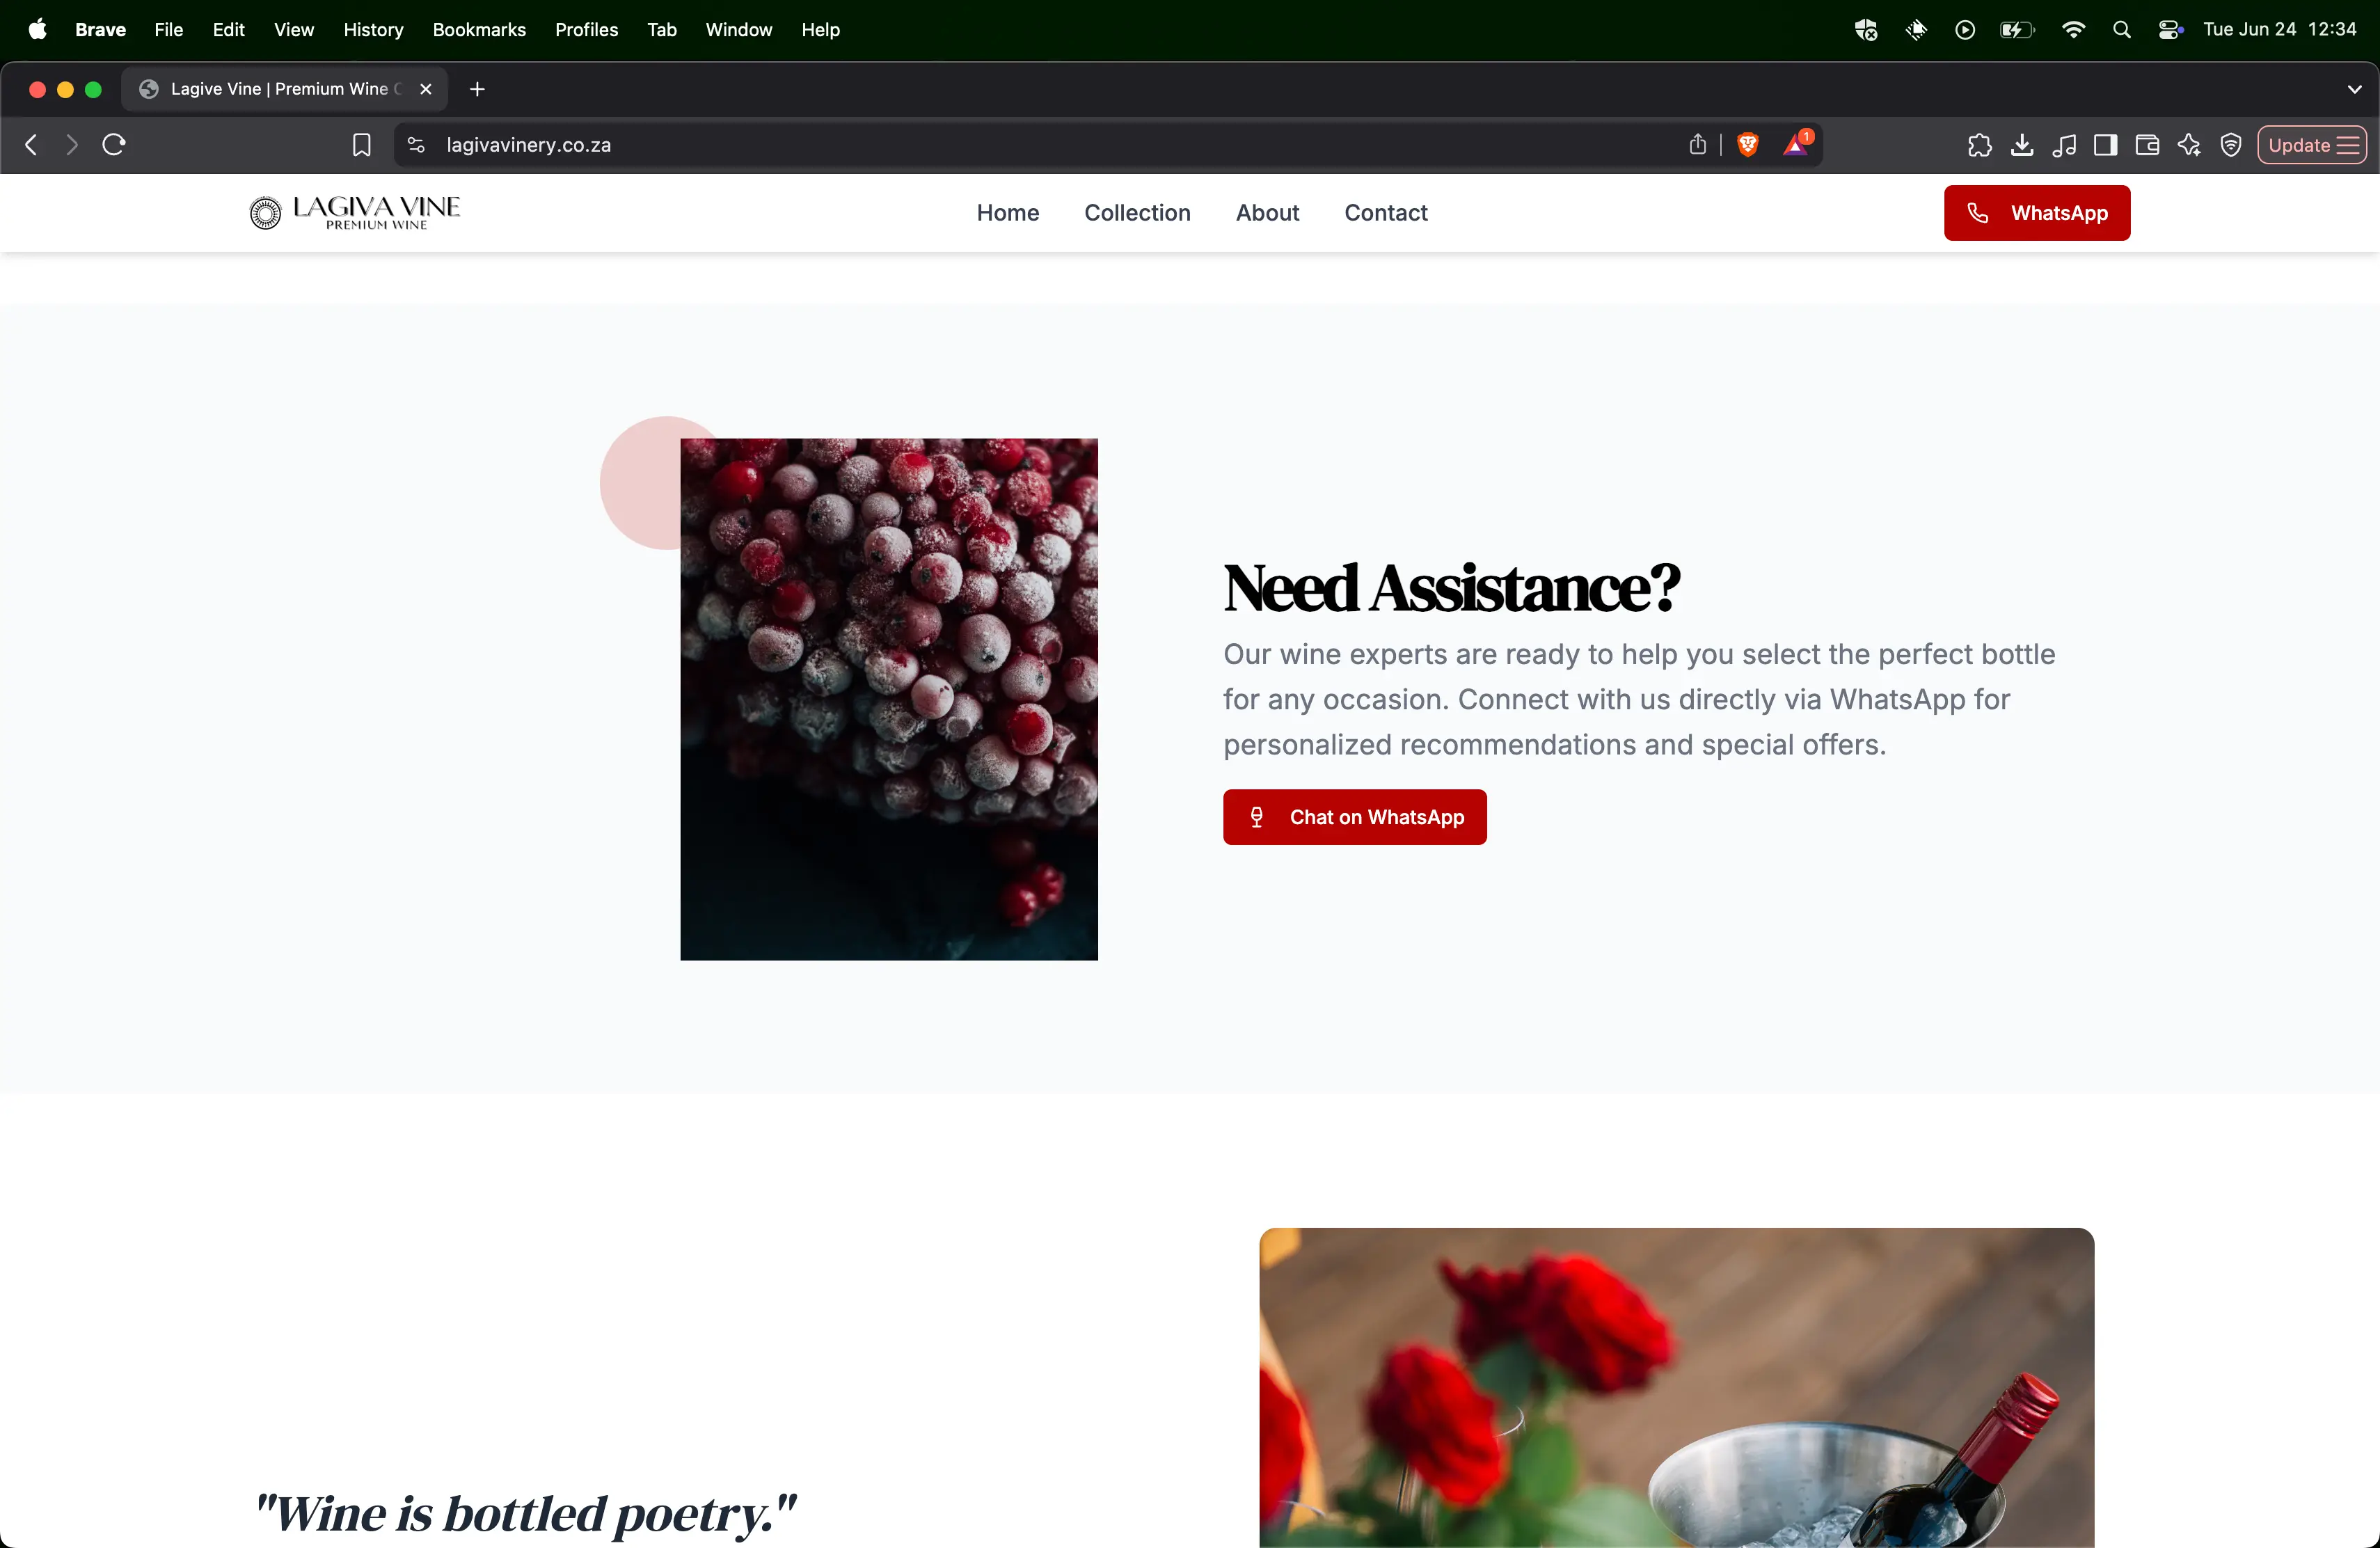 Brave File Edit View History Bookmarks Profiles Tab Window Help Tue Jun 24 12:34
Lagive Vine | Premium Wine
lagivavinery.co.za 1 Update
LAGIVA VINE
PREMIUM WINE
Home Collection About Contact WhatsApp
Need Assistance?
Our wine experts are ready to help you select the perfect bottle
for any occasion. Connect with us directly via WhatsApp for
personalized recommendations and special offers.
Chat on WhatsApp
"Wine is bottled poetry."